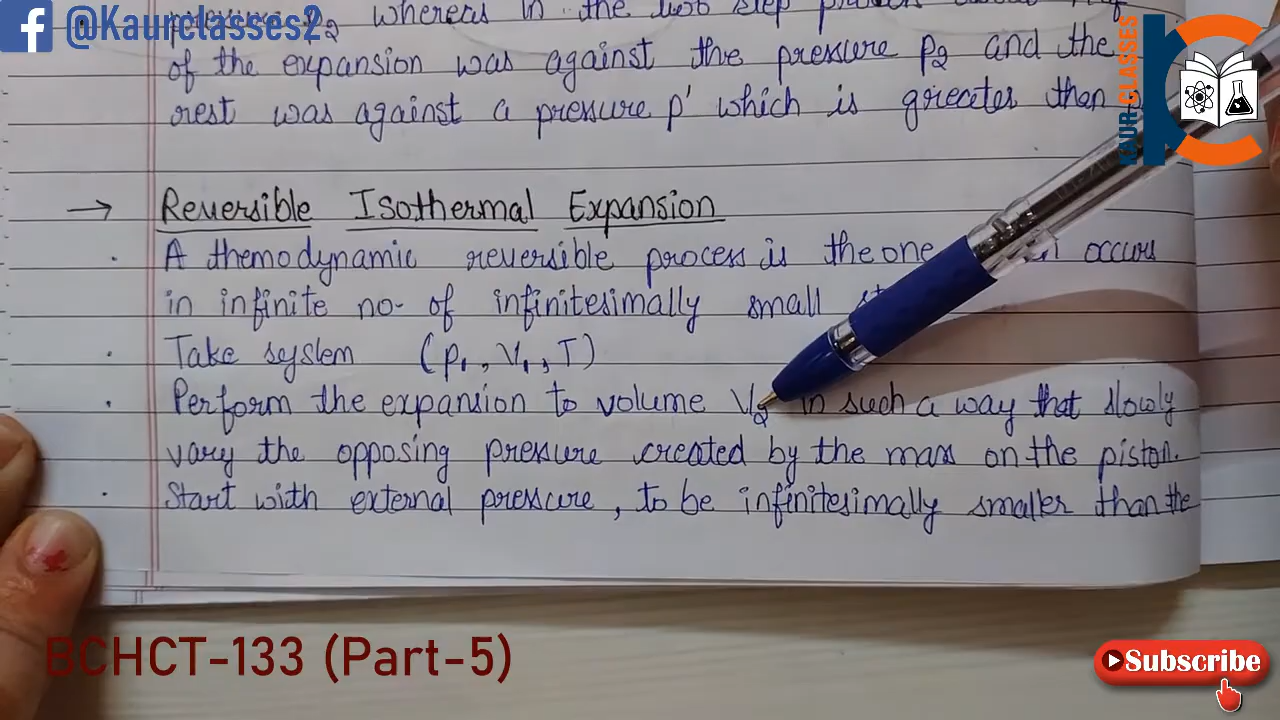 @Kaurclasses2
p2 whereas in the two step
of the expansion was against the pressure p2 and the
rest was against a pressure p' which is greater than
KAUR-CLASSES
→ Reversible Isothermal Expansion
. A themodynamic reversible process is the one occurs
in infinite no- of infinitesimally small
. Take system (p1, V1, T)
. Perform the expansion to volume V2 in such a way that slowly
vary the opposing pressure created by the mass on the piston.
. Start with external pressure, to be infinitesimally smaller than the
BCHCT-133 (Part-5)
Subscribe